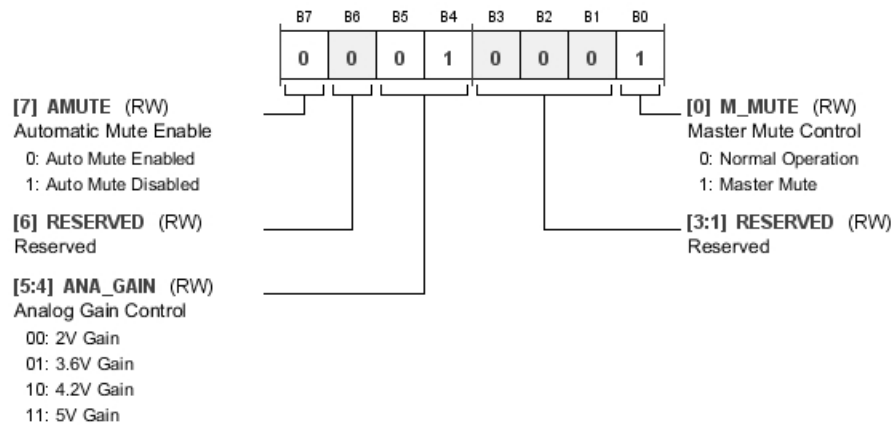 B7 B6 B5 B4 B3 B2 B1 B0
0 0 0 1 0 0 0 1
[7] AMUTE (RW)
Automatic Mute Enable
0: Auto Mute Enabled
1: Auto Mute Disabled
[6] RESERVED (RW)
Reserved
[5:4] ANA_GAIN (RW)
Analog Gain Control
00: 2V Gain
01: 3.6V Gain
10: 4.2V Gain
11: 5V Gain
[0] M_MUTE (RW)
Master Mute Control
0: Normal Operation
1: Master Mute
[3:1] RESERVED (RW)
Reserved